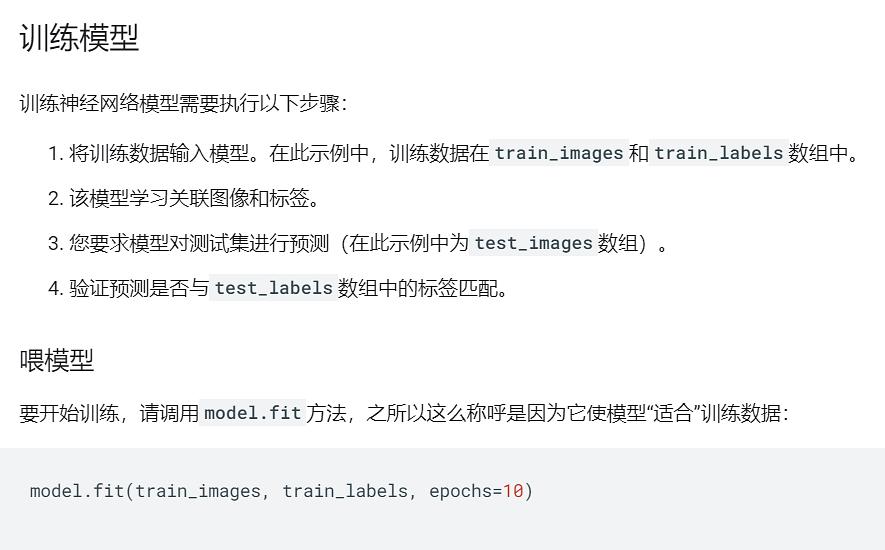 训练模型
训练神经网络模型需要执行以下步骤：
1. 将训练数据输入模型。在此示例中，训练数据在 train_images 和 train_labels 数组中。
2. 该模型学习关联图像和标签。
3. 您要求模型对测试集进行预测（在此示例中为 test_images 数组）。
4. 验证预测是否与 test_labels 数组中的标签匹配。
喂模型
要开始训练，请调用 model.fit 方法，之所以这么称呼是因为它使模型“适合”训练数据：
model.fit(train_images, train_labels, epochs=10)